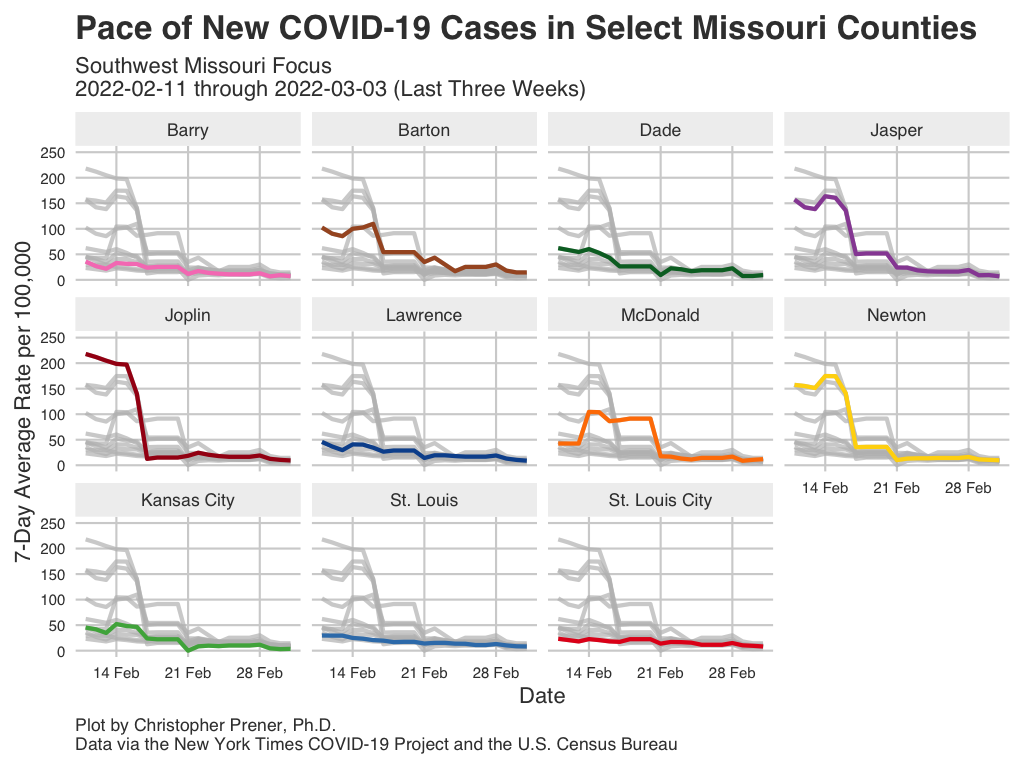 Pace of New COVID-19 Cases in Select Missouri Counties
Southwest Missouri Focus
2022-02-11 through 2022-03-03 (Last Three Weeks)
Barry Barton Dade Jasper
250
200
150
100
50
0
Joplin Lawrence McDonald Newton
250
200
150
100
50
0
14 Feb 21 Feb 28 Feb
Kansas City St. Louis St. Louis City
250
200
150
100
50
0
14 Feb 21 Feb 28 Feb 14 Feb 21 Feb 28 Feb 14 Feb 21 Feb 28 Feb
7-Day Average Rate per 100,000
Date
Plot by Christopher Prener, Ph.D.
Data via the New York Times COVID-19 Project and the U.S. Census Bureau